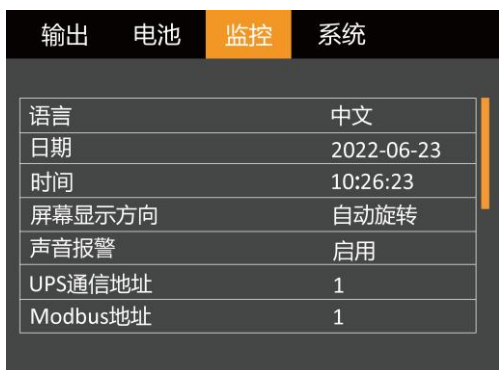 输出 电池 监控 系统
语言 中文
日期 2022-06-23
时间 10:26:23
屏幕显示方向 自动旋转
声音报警 启用
UPS通信地址 1
Modbus地址 1